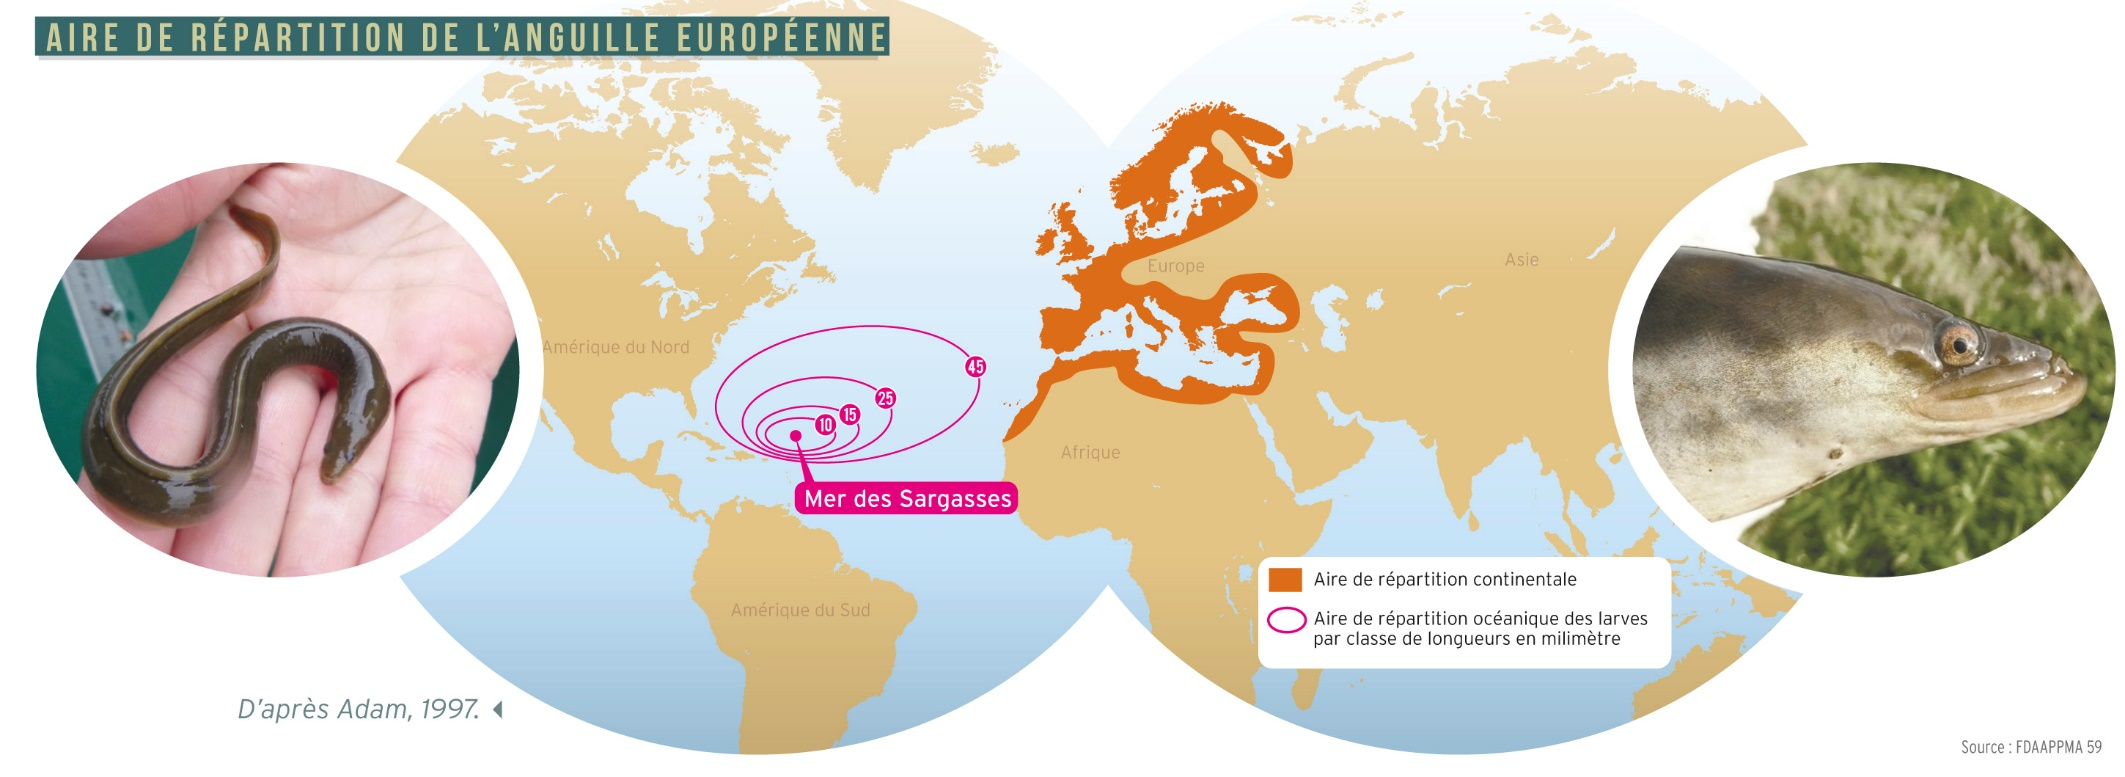 AIRE DE RÉPARTITION DE L'ANGUILLE EUROPÉENNE
Europe
Asie
Amérique du Nord
45
25
15
10
Afrique
Mer des Sargasses
Aire de répartition continentale
Amérique du Sud
Aire de répartition océanique des larves
par classe de longueurs en milimètre
D'après Adam, 1997.
Source : FDAAPPMA 59